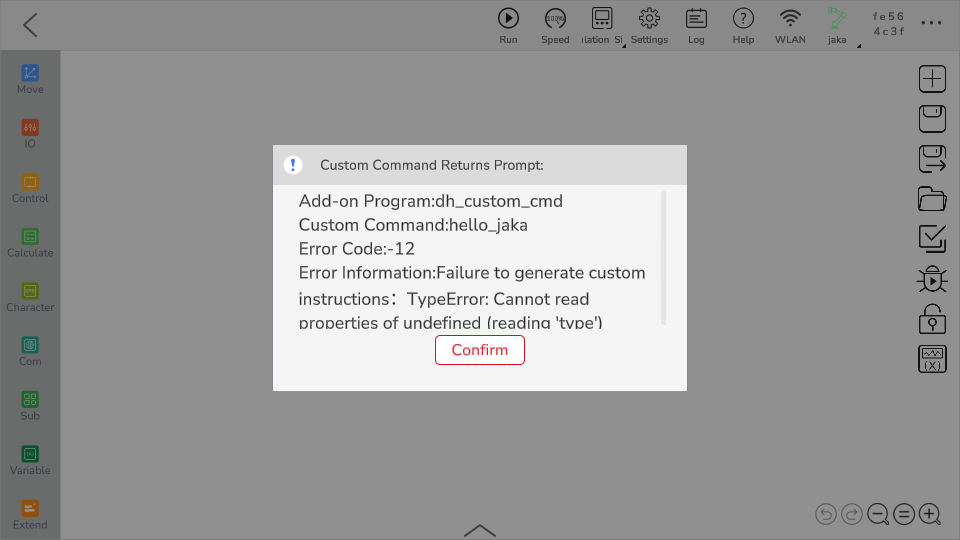 Run
Speed
100%
lation Si
Settings
Log
Help
WLAN
jaka
fe56
4c3f
Move
IO
Control
Calculate
Character
Com
Sub
Variable
Extend
Custom Command Returns Prompt:
Add-on Program:dh_custom_cmd
Custom Command:hello_jaka
Error Code:-12
Error Information:Failure to generate custom
instructions：TypeError: Cannot read
properties of undefined (reading 'type')
Confirm
(X)